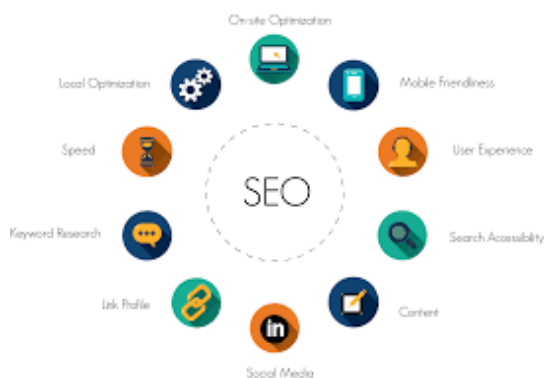 On-site Optimization
Local Optimization
Mobile Friendliness
Speed
User Experience
SEO
Keyword Research
Search Accessibility
Link Profile
Content
in
Social Media